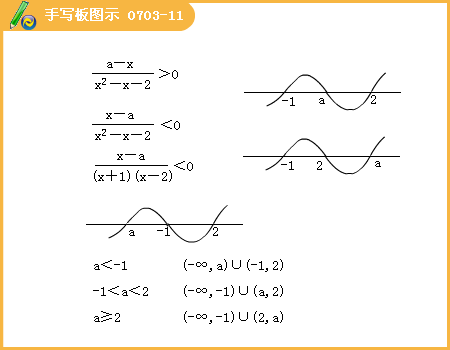 手写板图示 0703-11
a-x / x²-x-2 >0
-1 a 2
x-a / x²-x-2 <0
x-a / (x+1)(x-2) <0
-1 2 a
a -1 2
a<-1 (-∞,a)∪(-1,2)
-1<a<2 (-∞,-1)∪(a,2)
a≥2 (-∞,-1)∪(2,a)